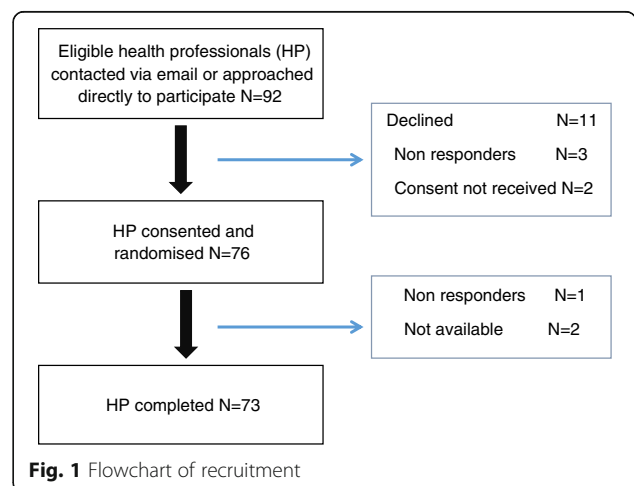 Eligible health professionals (HP)
contacted via email or approached
directly to participate N=92
Declined N=11
Non responders N=3
Consent not received N=2
HP consented and
randomised N=76
Non responders N=1
Not available N=2
HP completed N=73
Fig. 1 Flowchart of recruitment